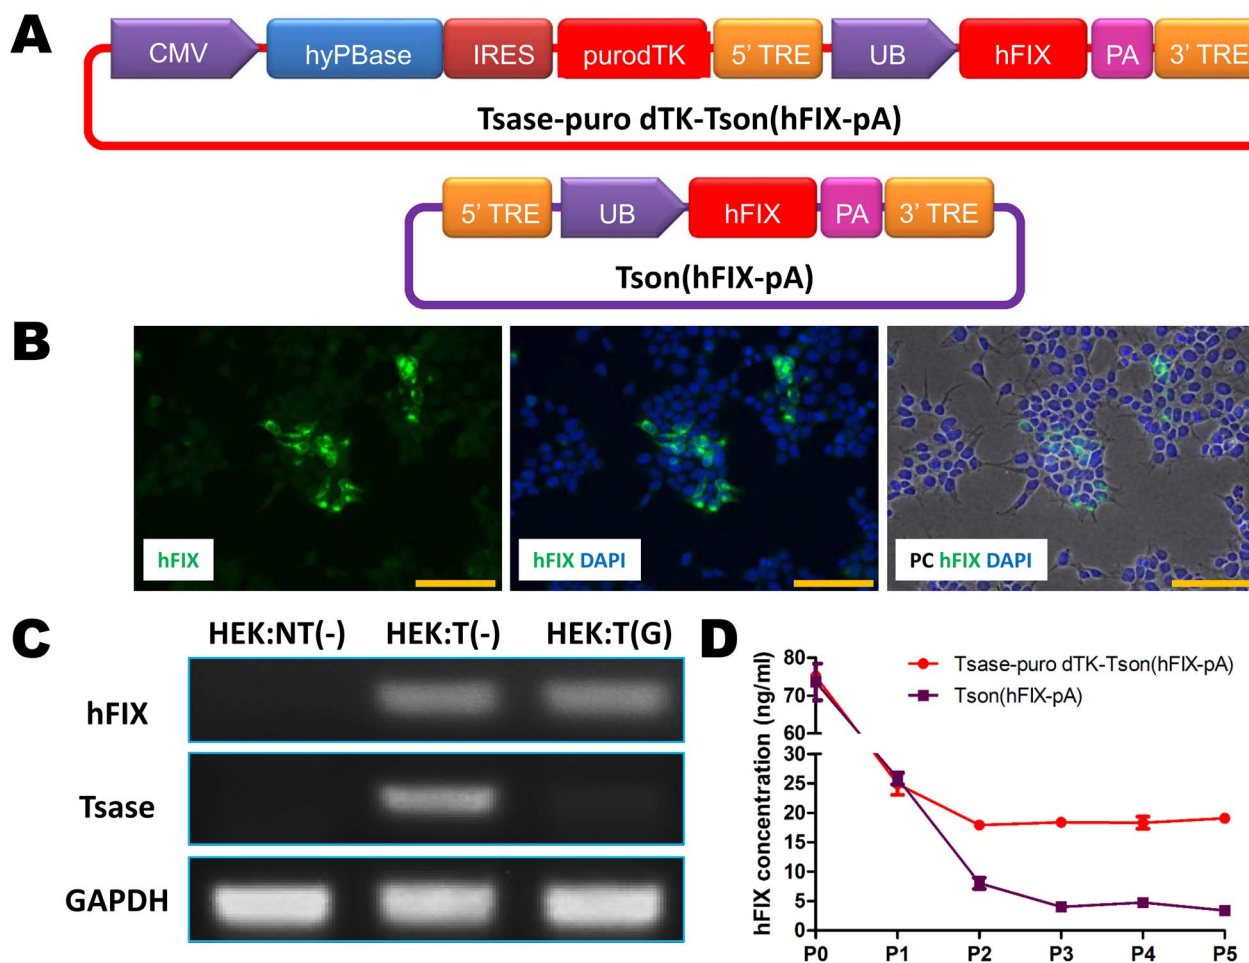 A
CMV hyPBase IRES purodTK 5' TRE UB hFIX PA 3' TRE
Tsase-puro dTK-Tson(hFIX-pA)
5' TRE UB hFIX PA 3' TRE
Tson(hFIX-pA)
B
hFIX
hFIX DAPI
PC hFIX DAPI
C
HEK:NT(-) HEK:T(-) HEK:T(G)
hFIX
Tsase
GAPDH
D
hFIX concentration (ng/ml)
80
70
60
30
25
20
15
10
5
0
Tsase-puro dTK-Tson(hFIX-pA)
Tson(hFIX-pA)
P0 P1 P2 P3 P4 P5